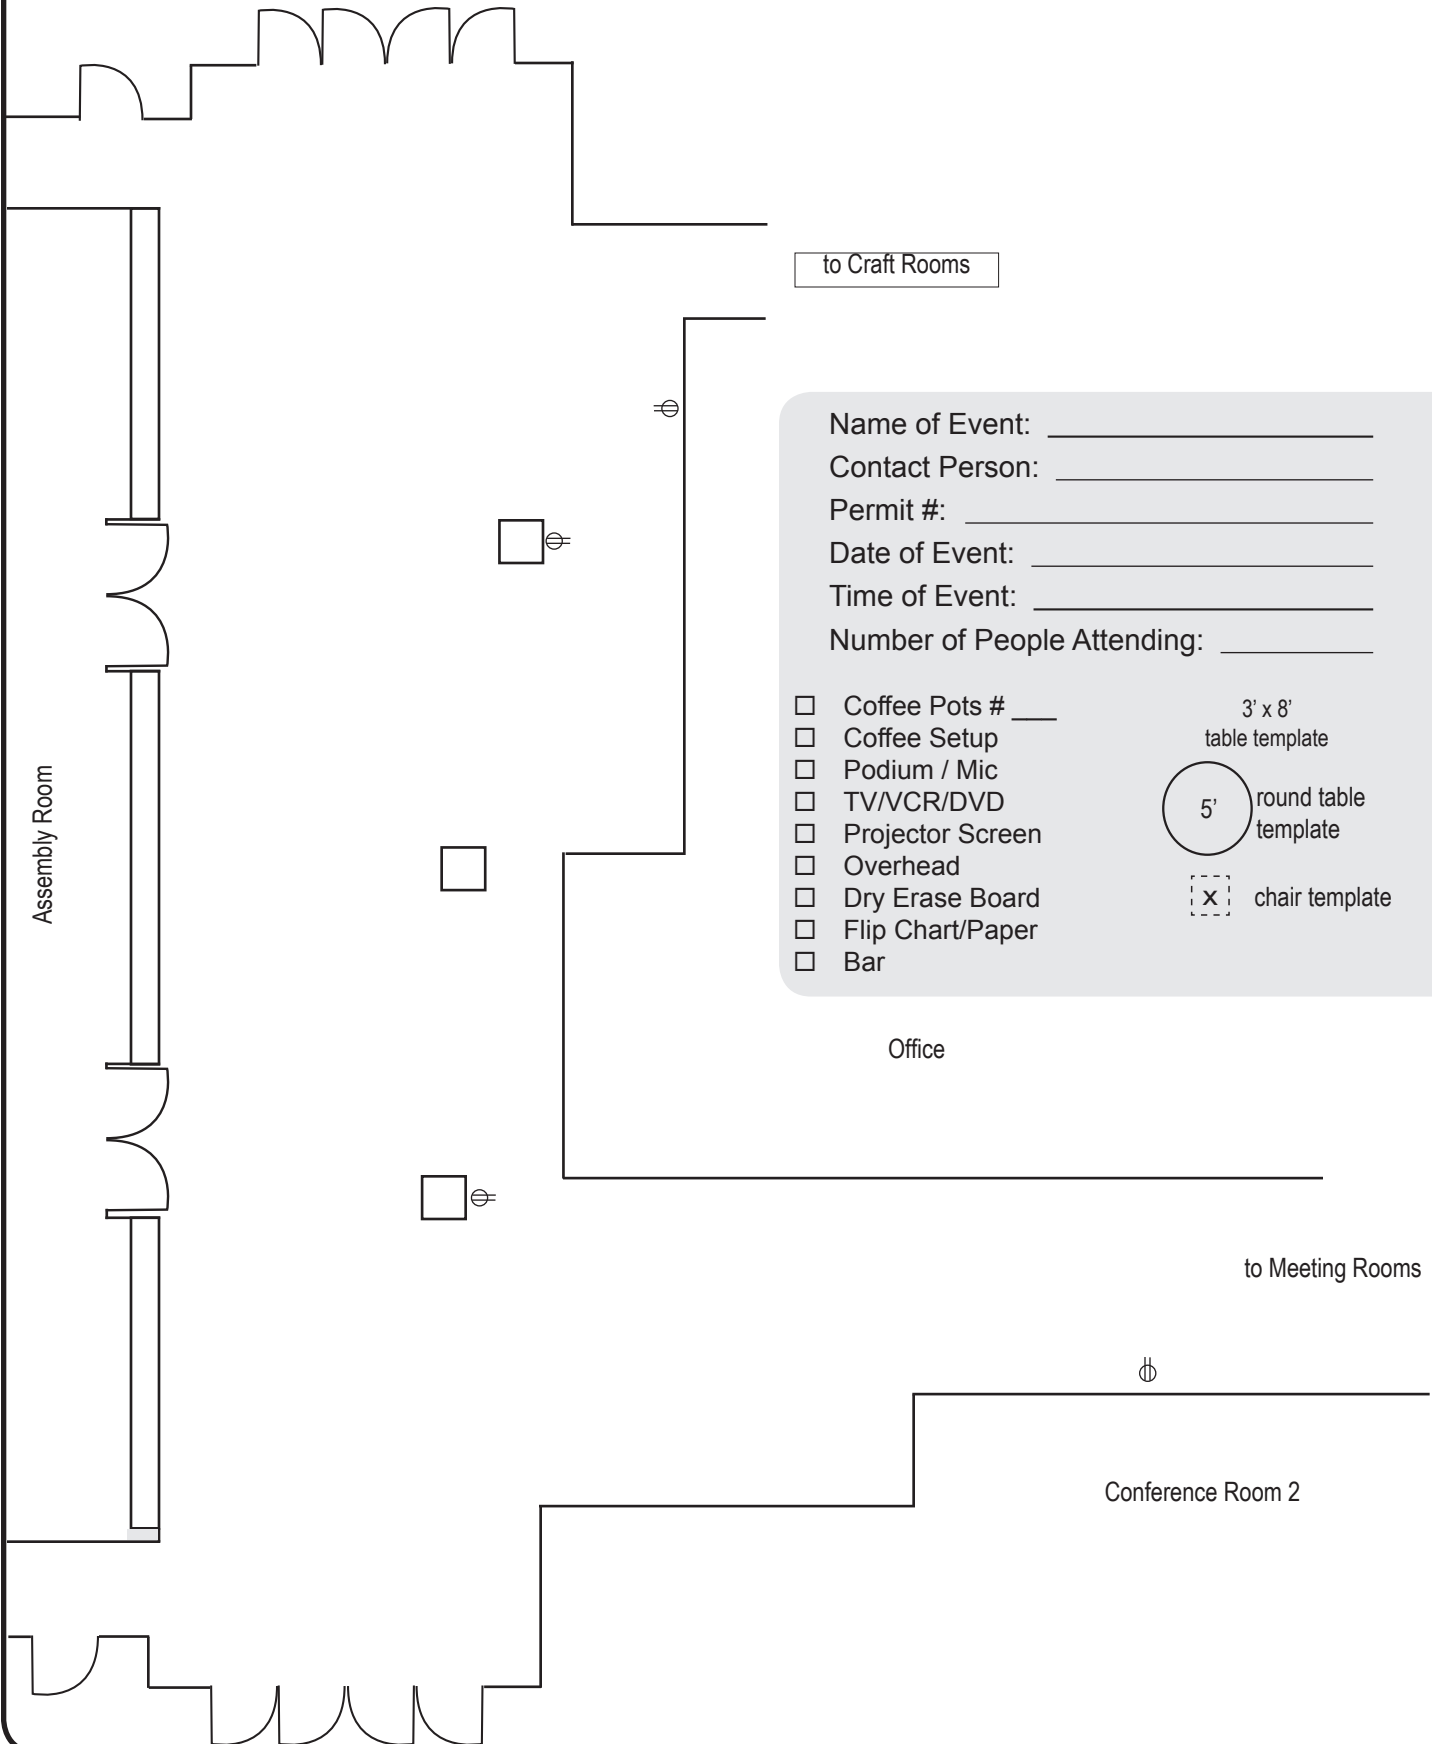 to Craft Rooms
Name of Event: 
Contact Person: 
Permit #: 
Date of Event: 
Time of Event: 
Number of People Attending: 
☐ Coffee Pots # ___
☐ Coffee Setup
☐ Podium / Mic
☐ TV/VCR/DVD
☐ Projector Screen
☐ Overhead
☐ Dry Erase Board
☐ Flip Chart/Paper
☐ Bar
3’ x 8’
table template
5’
round table
template
x chair template
Assembly Room
Office
to Meeting Rooms
Conference Room 2